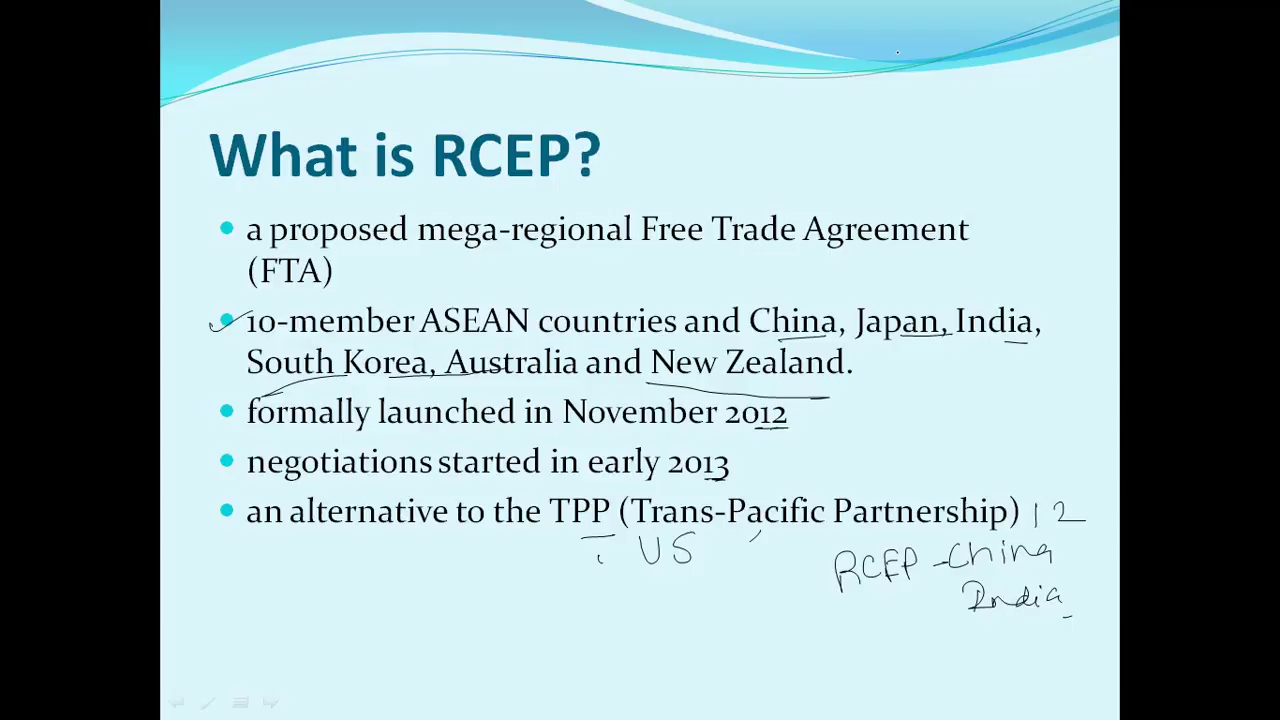 What is RCEP?
a proposed mega-regional Free Trade Agreement
(FTA)
10-member ASEAN countries and China, Japan, India,
South Korea, Australia and New Zealand.
formally launched in November 2012
negotiations started in early 2013
an alternative to the TPP (Trans-Pacific Partnership) 12
US
RCEP - China
India